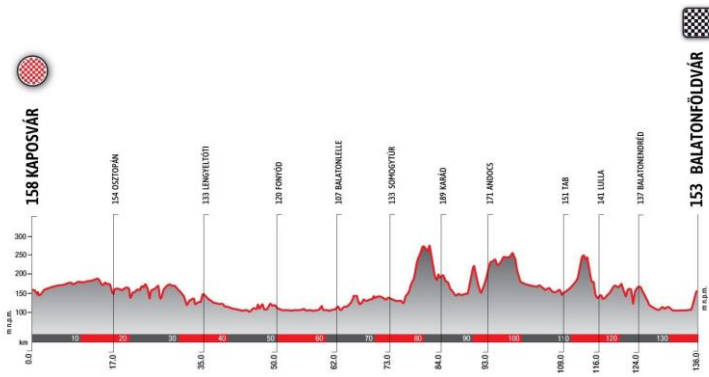 158 KAPOSVÁR
154 OSZTOPÁN
133 LENGYELTÓTI
120 FONYÓD
107 BALATONLELLE
133 SOMOGYTÚR
189 KARÁD
171 ANDOCS
151 TAB
141 LULLA
137 BALATONENDRÉD
153 BALATONFÖLDVÁR
300
250
200
150
100
m n.p.m.
m n.p.m.
km
10 20 30 40 50 60 70 80 90 100 110 120 130
0.0 17.0 35.0 50.0 62.0 73.0 84.0 93.0 109.0 116.0 124.0 136.0